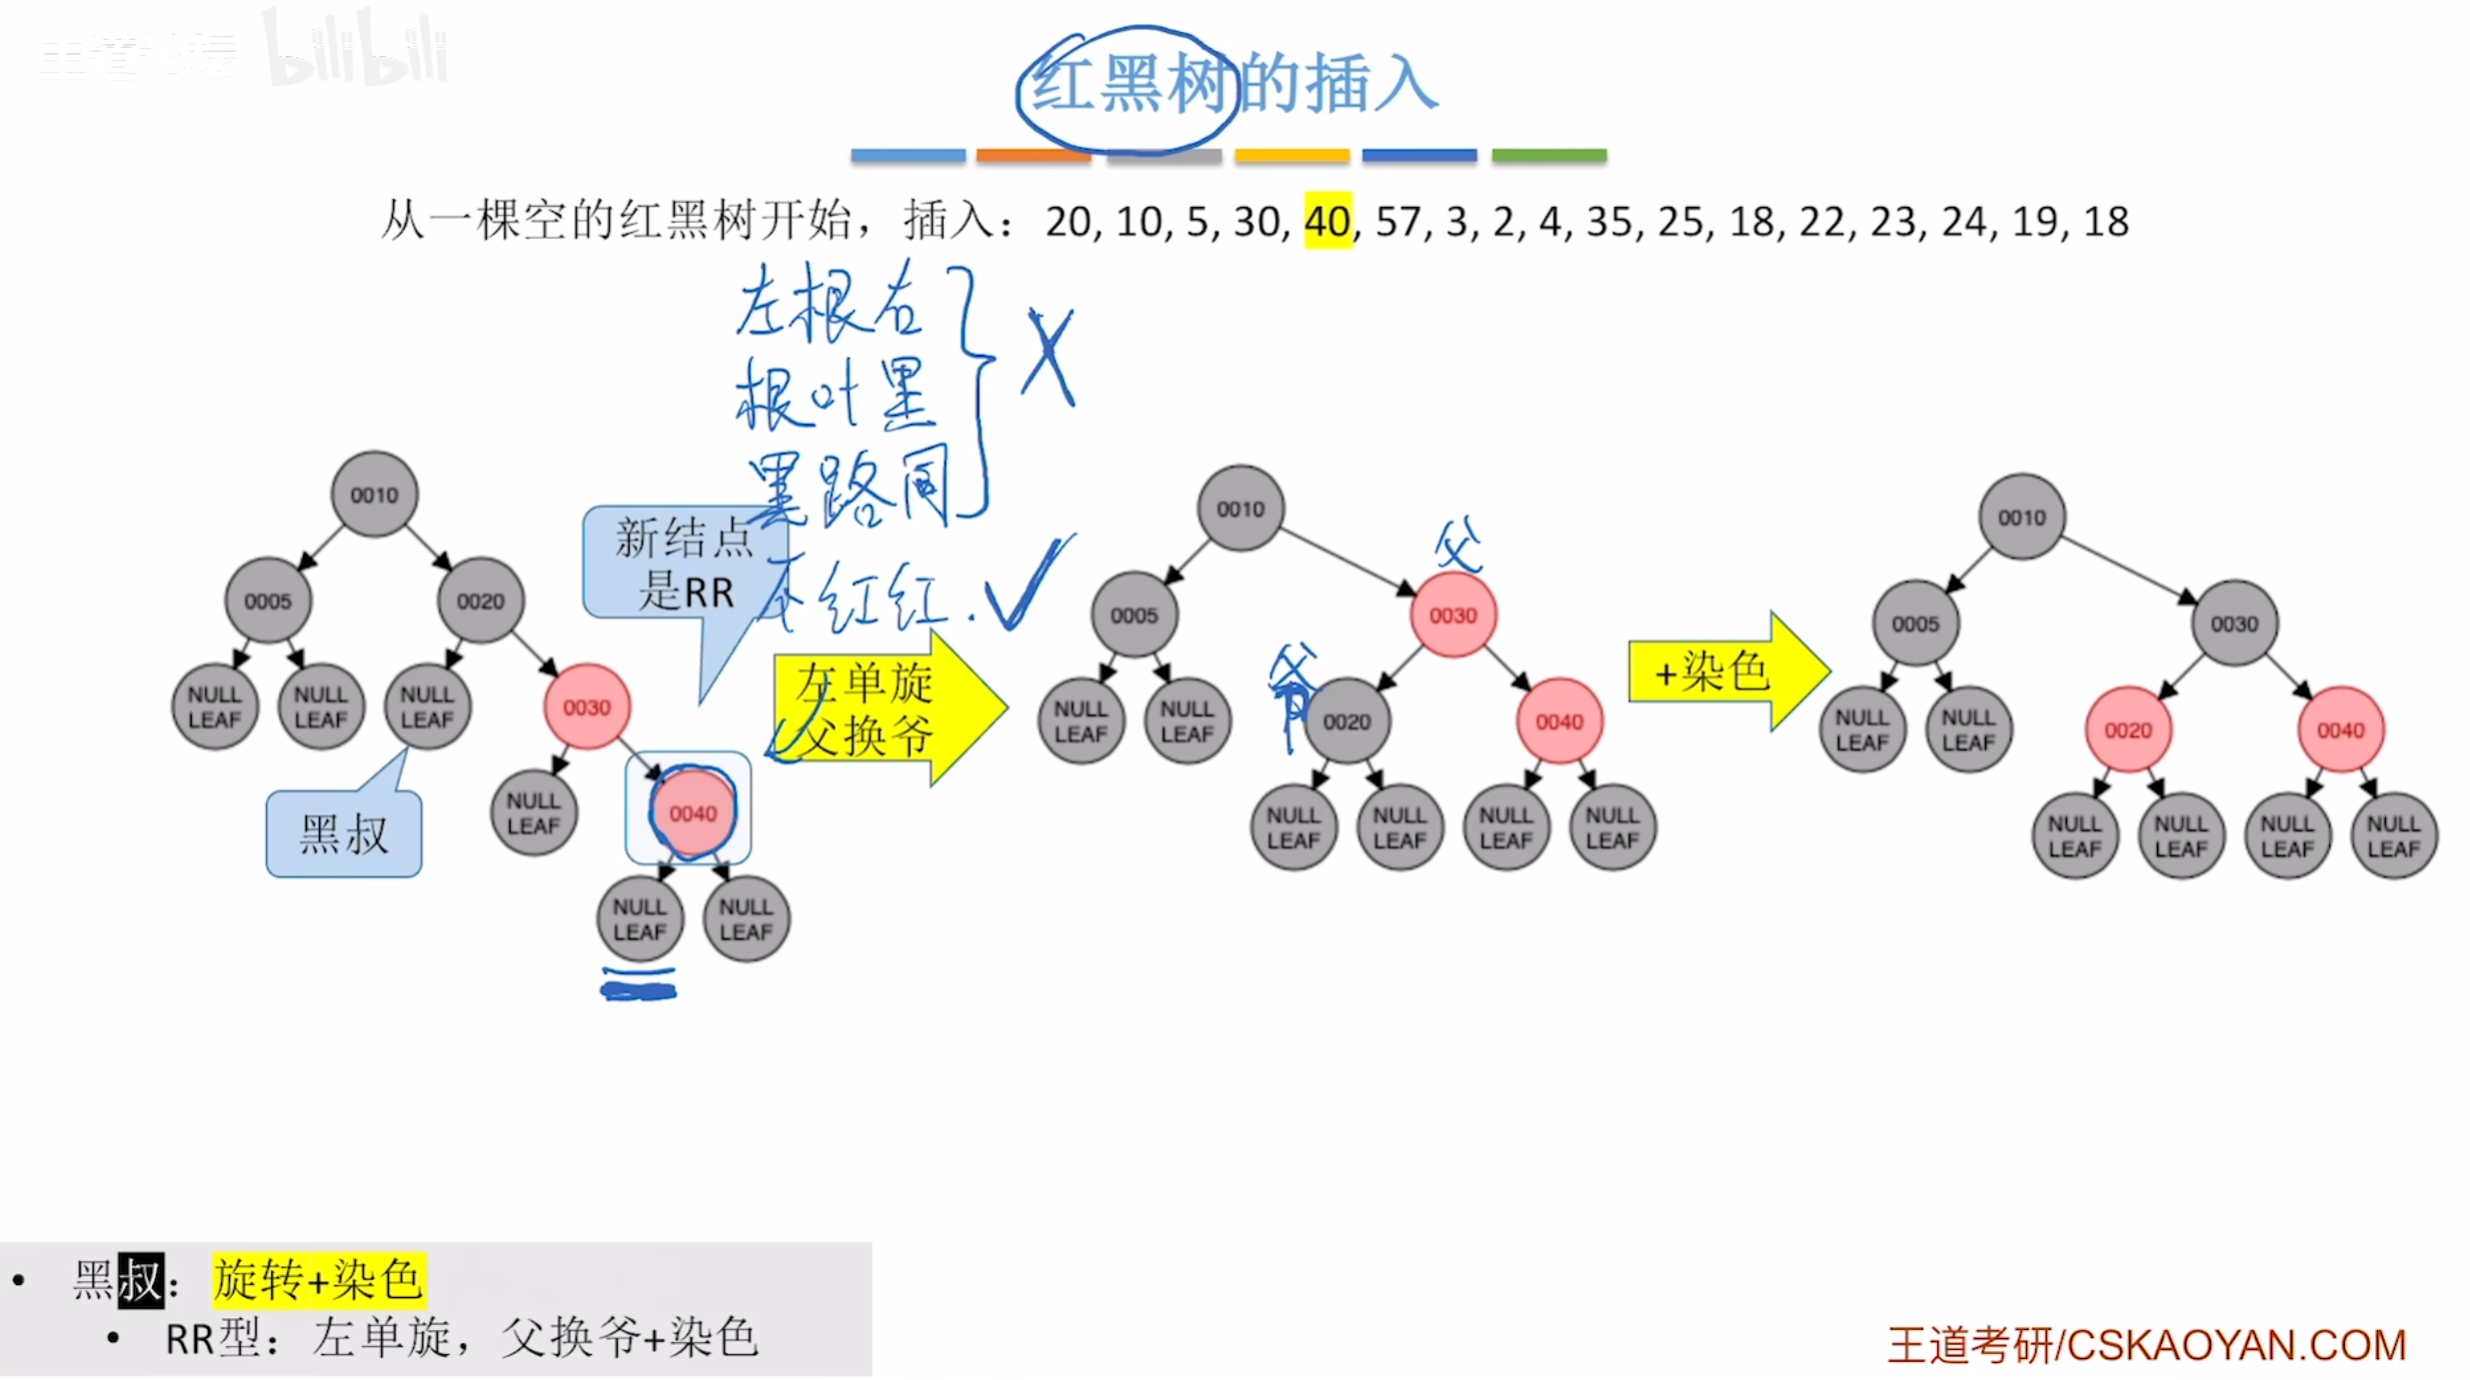 王道论坛 bilibili
红黑树的插入
从一棵空的红黑树开始，插入：20, 10, 5, 30, 40, 57, 3, 2, 4, 35, 25, 18, 22, 23, 24, 19, 18
左根右
根叶黑
黑路同
不红红.
新结点
是RR
0010
0005
0020
NULL LEAF
NULL LEAF
NULL LEAF
0030
NULL LEAF
0040
NULL LEAF
NULL LEAF
黑叔
左单旋
父换爷
0010
父
0005
0030
爷
NULL LEAF
NULL LEAF
0020
0040
NULL LEAF
NULL LEAF
NULL LEAF
NULL LEAF
+染色
0010
0005
0030
NULL LEAF
NULL LEAF
0020
0040
NULL LEAF
NULL LEAF
NULL LEAF
NULL LEAF
• 黑叔：旋转+染色
• RR型：左单旋，父换爷+染色
王道考研/CSKAOYAN.COM